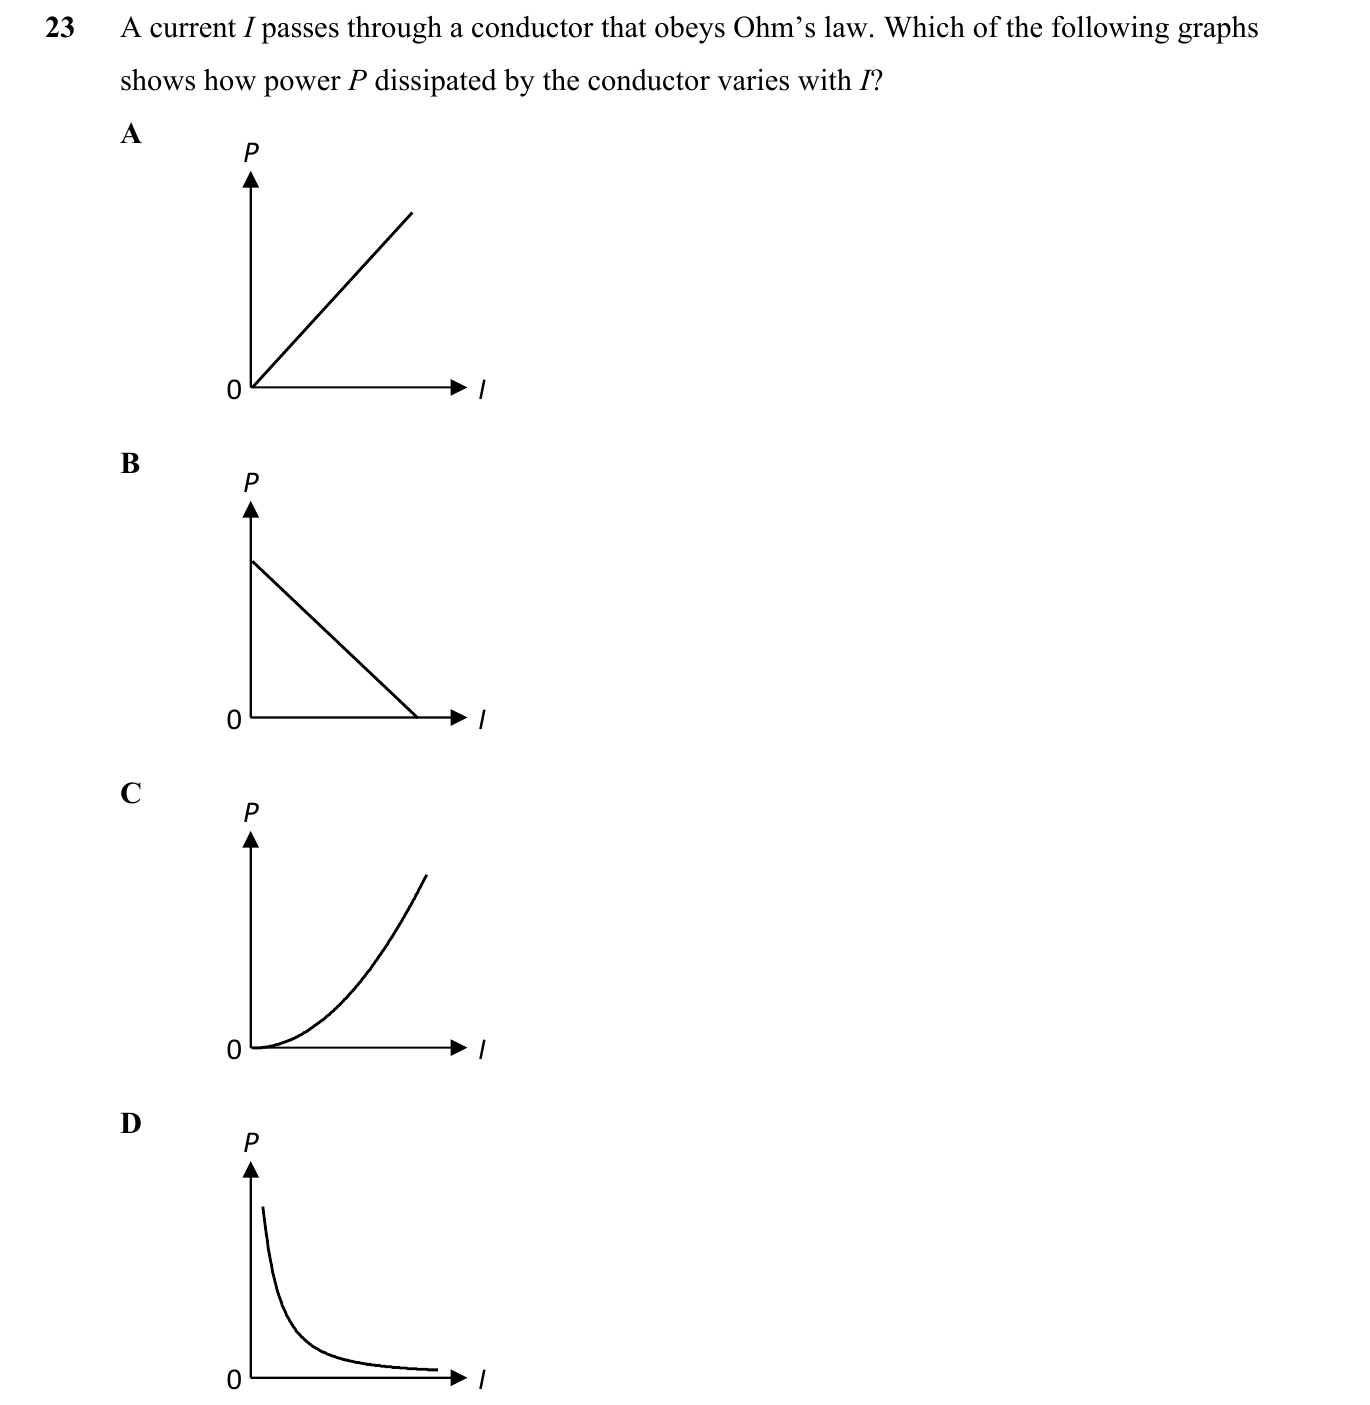 23 A current I passes through a conductor that obeys Ohm’s law. Which of the following graphs
shows how power P dissipated by the conductor varies with I?
A
P
0 I
B
P
0 I
C
P
0 I
D
P
0 I